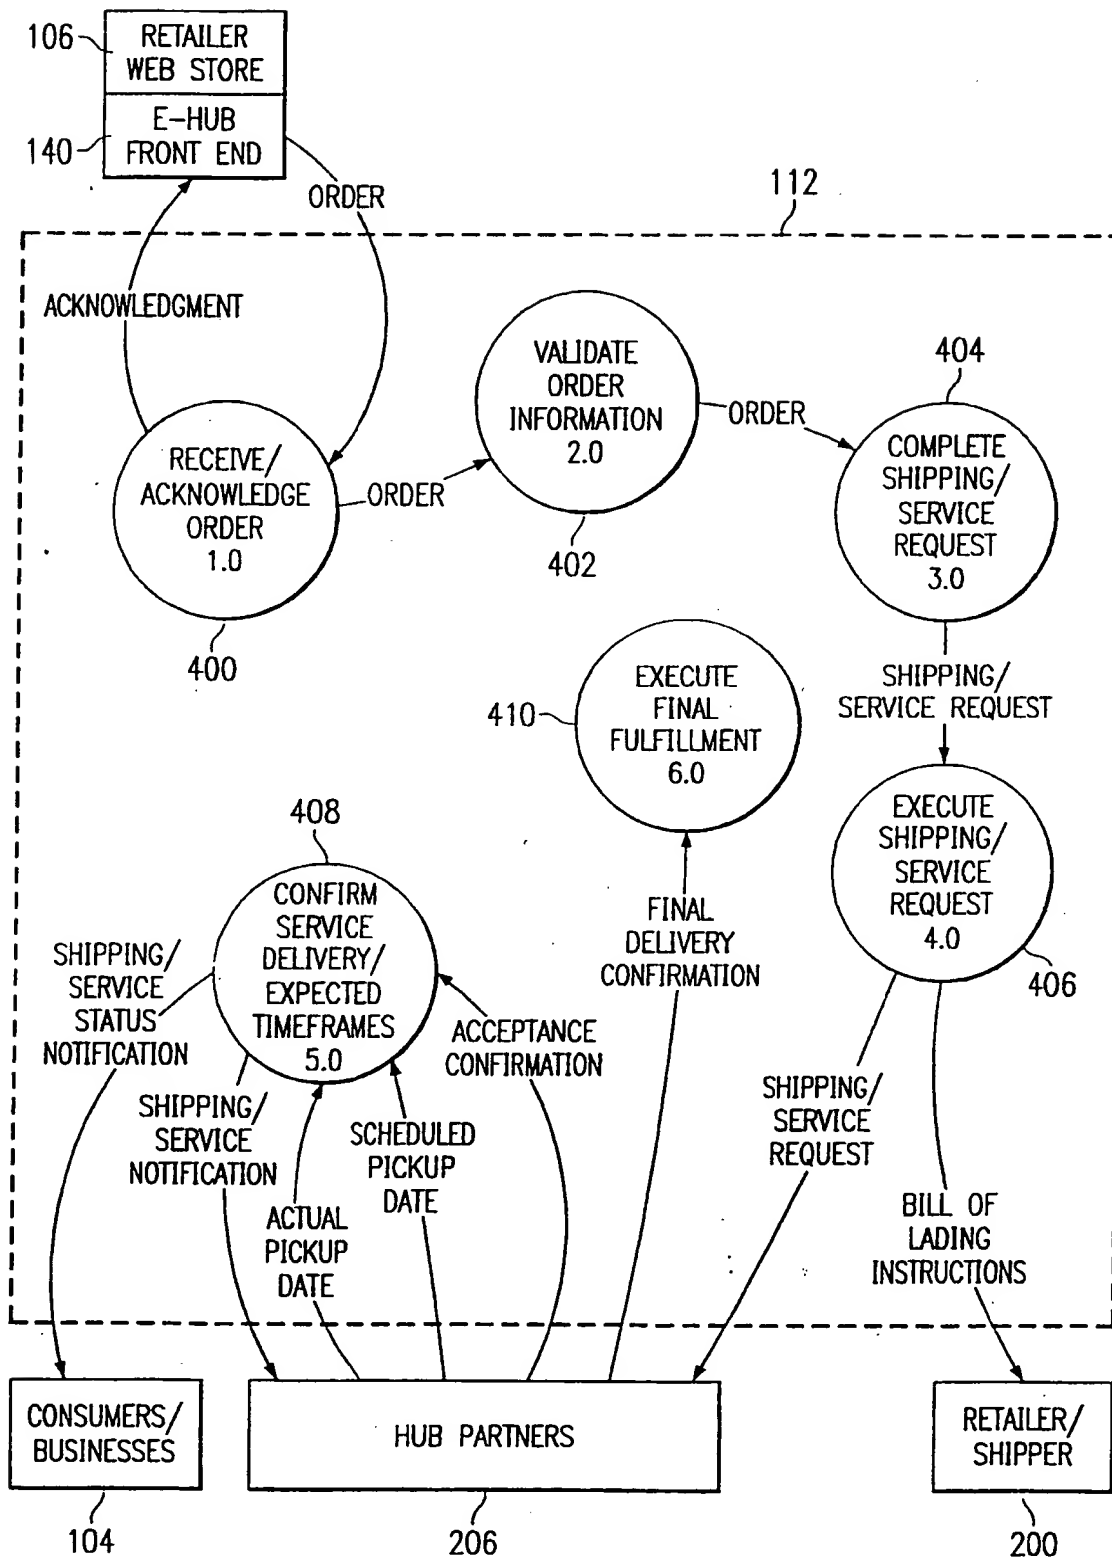 106
RETAILER
WEB STORE
140
E-HUB
FRONT END
ORDER
112
ACKNOWLEDGMENT
RECEIVE/
ACKNOWLEDGE
ORDER
1.0
400
ORDER
VALIDATE
ORDER
INFORMATION
2.0
402
ORDER
404
COMPLETE
SHIPPING/
SERVICE
REQUEST
3.0
SHIPPING/
SERVICE REQUEST
410
EXECUTE
FINAL
FULFILLMENT
6.0
EXECUTE
SHIPPING/
SERVICE
REQUEST
4.0
406
408
CONFIRM
SERVICE
DELIVERY/
EXPECTED
TIMEFRAMES
5.0
SHIPPING/
SERVICE
STATUS
NOTIFICATION
SHIPPING/
SERVICE
NOTIFICATION
ACTUAL
PICKUP
DATE
SCHEDULED
PICKUP
DATE
ACCEPTANCE
CONFIRMATION
FINAL
DELIVERY
CONFIRMATION
SHIPPING/
SERVICE
REQUEST
BILL OF
LADING
INSTRUCTIONS
CONSUMERS/
BUSINESSES
104
HUB PARTNERS
206
RETAILER/
SHIPPER
200